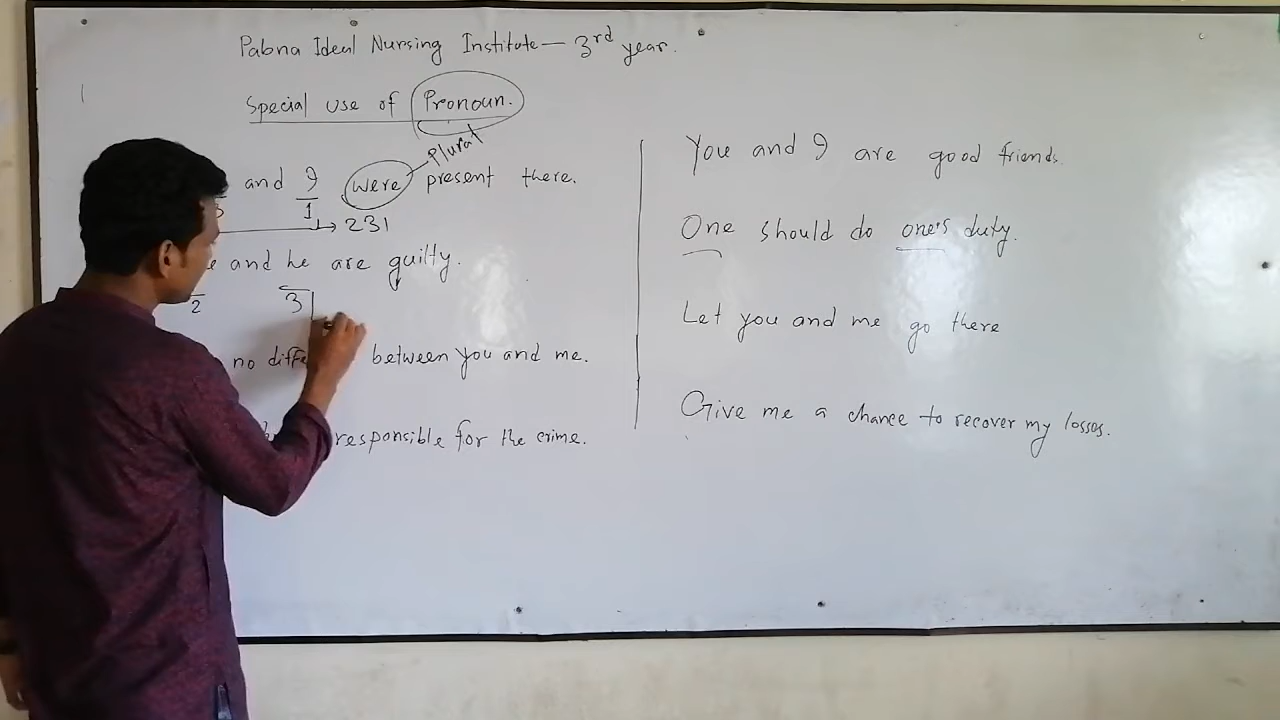 Pabna Ideal Nursing Institute — 3rd year.
Special use of Pronoun.
Plural
and I were present there.
3 1
231
and he are guilty.
2 3
no between you and me.
responsible for the crime.
You and I are good friends.
One should do one's duty.
Let you and me go there
Give me a chance to recover my losses.